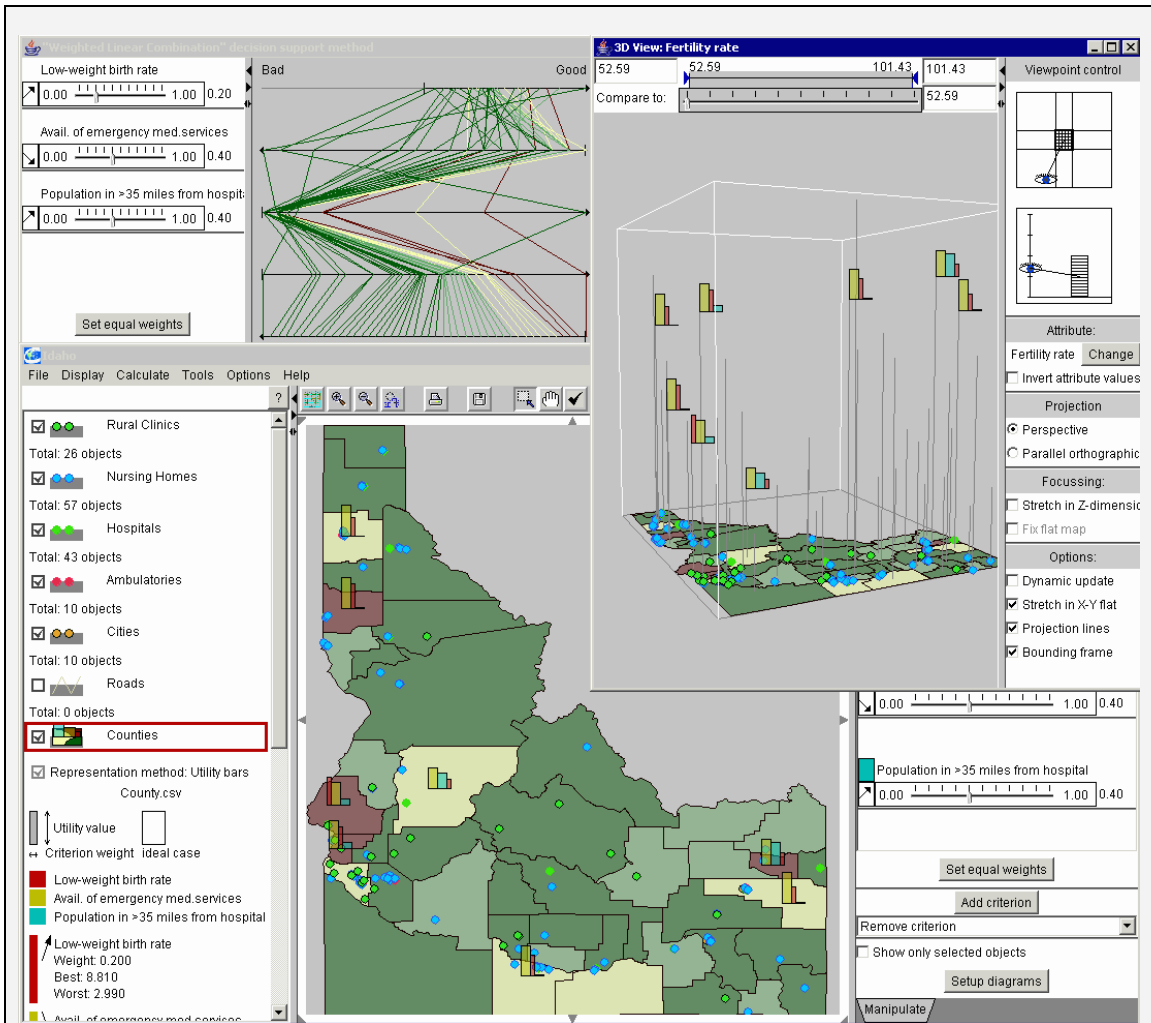 "Weighted Linear Combination" decision support method
Low-weight birth rate
0.00 1.00 0.20
Avail. of emergency med.services
0.00 1.00 0.40
Population in >35 miles from hospita
0.00 1.00 0.40
Set equal weights
Bad Good
3D View: Fertility rate
52.59 52.59 101.43 101.43
Compare to: 52.59
Viewpoint control
Attribute:
Fertility rate Change
Invert attribute values
Projection
Perspective
Parallel orthographic
Focussing:
Stretch in Z-dimensio
Fix flat map
Options:
Dynamic update
Stretch in X-Y flat
Projection lines
Bounding frame
Idaho
File Display Calculate Tools Options Help
?
Rural Clinics
Total: 26 objects
Nursing Homes
Total: 57 objects
Hospitals
Total: 43 objects
Ambulatories
Total: 10 objects
Cities
Total: 10 objects
Roads
Total: 0 objects
Counties
Representation method: Utility bars
County.csv
Utility value
Criterion weight ideal case
Low-weight birth rate
Avail. of emergency med.services
Population in >35 miles from hospital
Low-weight birth rate
Weight: 0.200
Best: 8.810
Worst: 2.990
Avail. of emergency med.services
0.00 1.00 0.40
Population in >35 miles from hospital
0.00 1.00 0.40
Set equal weights
Add criterion
Remove criterion
Show only selected objects
Setup diagrams
Manipulate